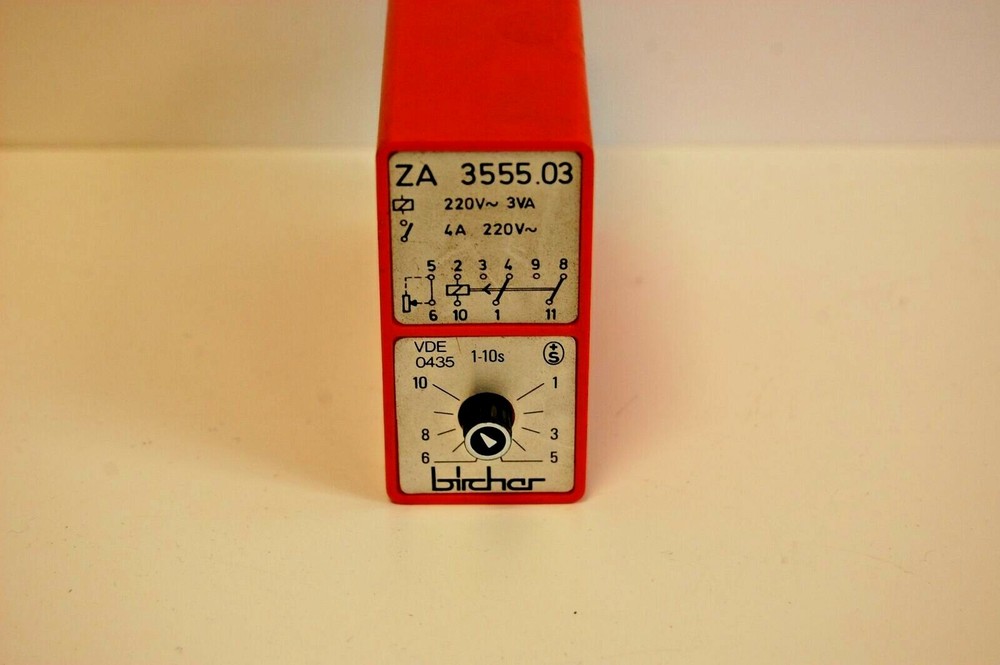 ZA 3555.03
220V~ 3VA
4A 220V~
5 2 3 4 9 8
6 10 1 11
VDE 0435 1-10s +S
10 1
8 3
6 5
bircher